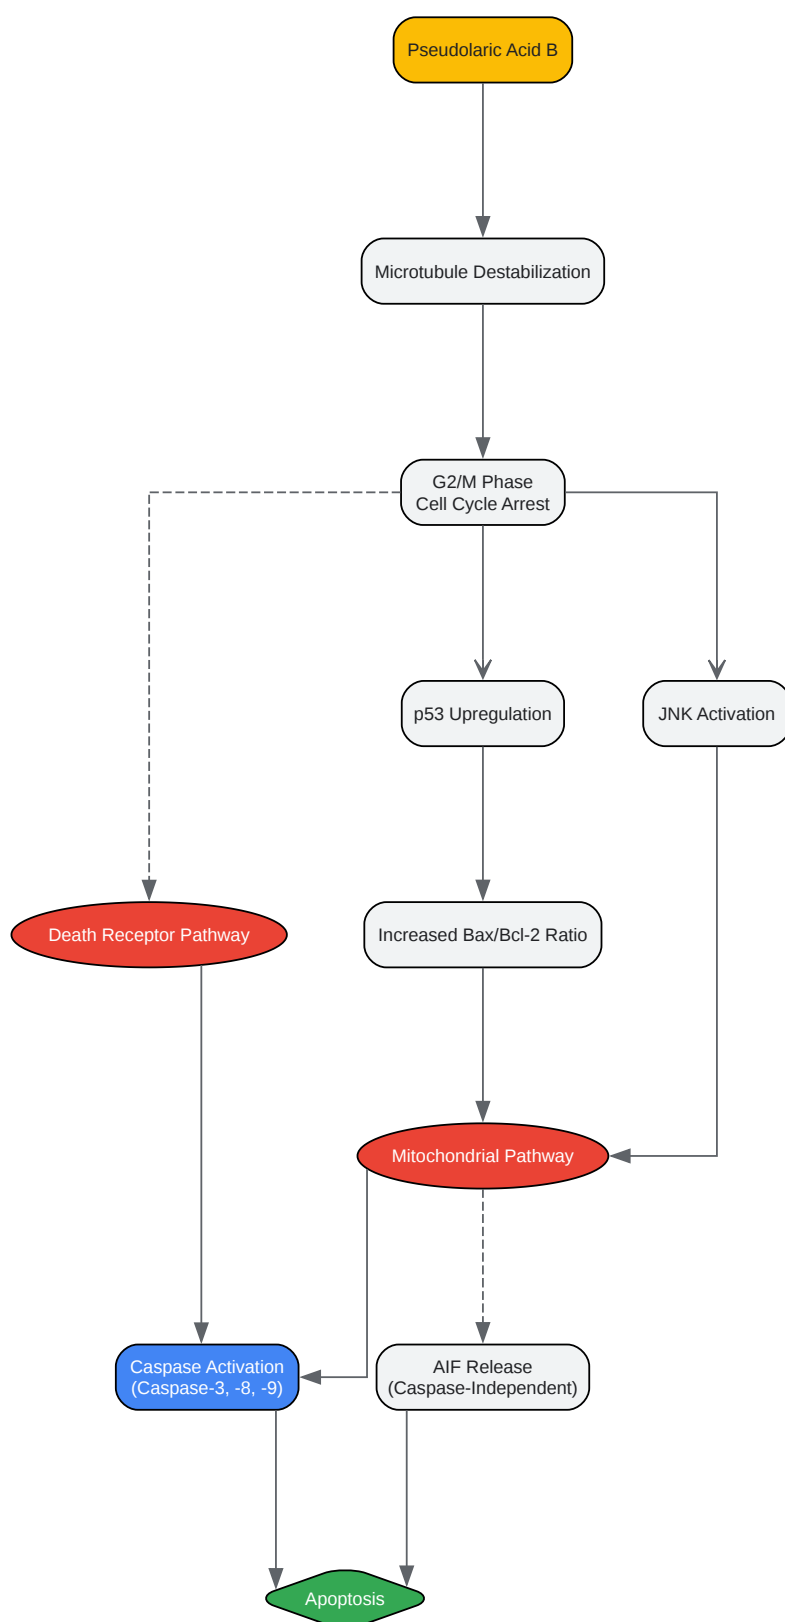 Pseudolaric Acid B
Microtubule Destabilization
G2/M Phase
Cell Cycle Arrest
p53 Upregulation
JNK Activation
Death Receptor Pathway
Increased Bax/Bcl-2 Ratio
Mitochondrial Pathway
Caspase Activation
(Caspase-3, -8, -9)
AIF Release
(Caspase-Independent)
Apoptosis